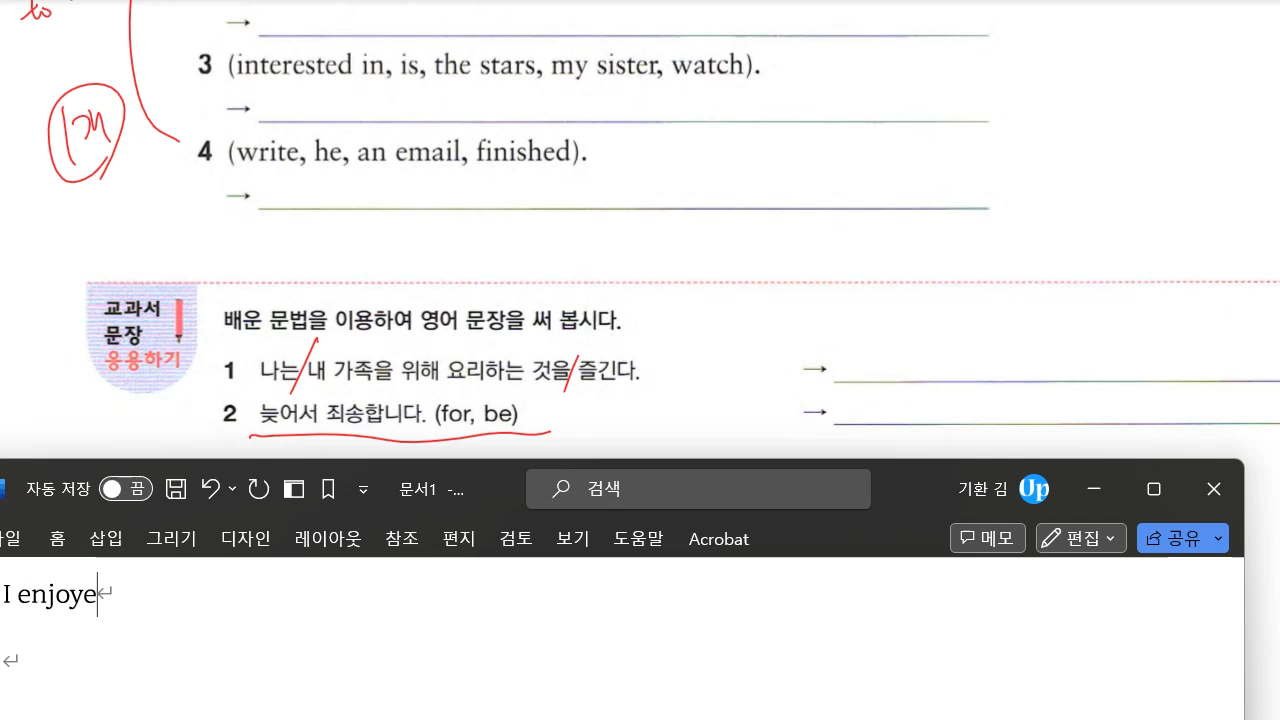 to
→
3 (interested in, is, the stars, my sister, watch).
→
4 (write, he, an email, finished).
→
교과서
문장
응용하기
배운 문법을 이용하여 영어 문장을 써 봅시다.
1 나는 내 가족을 위해 요리하는 것을 즐긴다. →
2 늦어서 죄송합니다. (for, be) →
자동 저장 끔 문서1 -... 검색 기환 김 Up
홈 삽입 그리기 디자인 레이아웃 참조 편지 검토 보기 도움말 Acrobat 메모 편집 공유
I enjoye